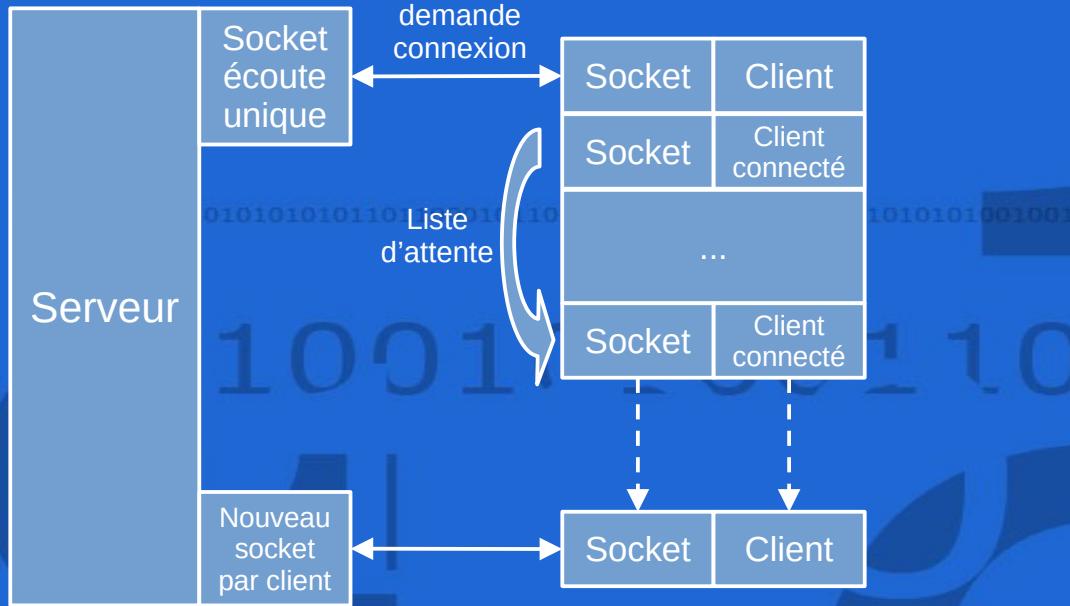 demande
connexion
Socket
écoute
unique
Socket
Client
Socket
Client
connecté
Liste
d'attente
...
Serveur
Socket
Client
connecté
Nouveau
socket
par client
Socket
Client